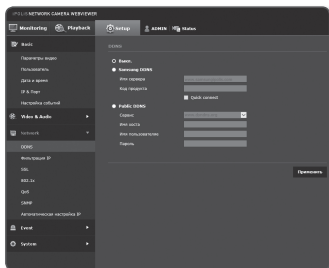 iPOLiS NETWORK CAMERA WEBVIEWER
Monitoring
Playback
Setup
ADMIN
Status
Basic
Параметры видео
Пользователь
Дата и время
IP & Порт
Настройка событий
Video & Audio
Network
DDNS
Фильтрация IP
SSL
802.1x
QoS
SNMP
Автоматическая настройка IP
Event
System
DDNS
Выкл.
Samsung DDNS
Имя сервера
Код продукта
Quick connect
Public DDNS
Сервис
Имя хоста
Имя пользователя
Пароль
Применить